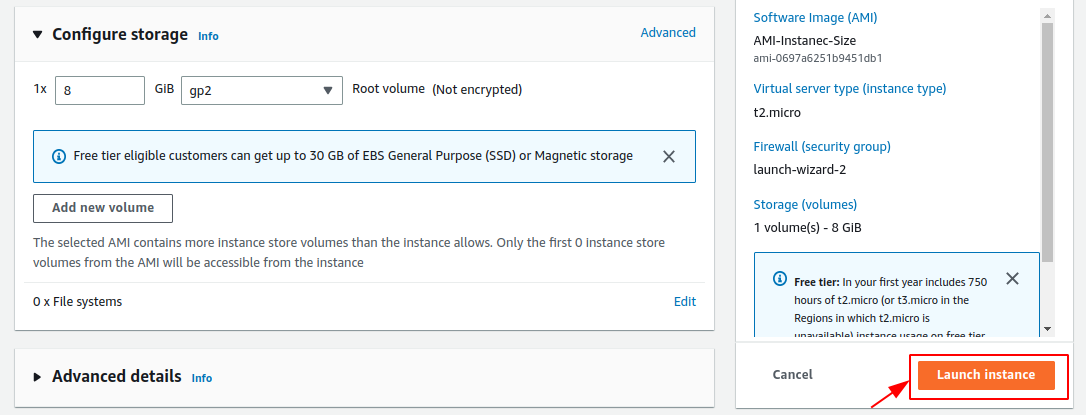 Configure storage Info
Advanced
1x 8 GiB gp2 Root volume (Not encrypted)
Free tier eligible customers can get up to 30 GB of EBS General Purpose (SSD) or Magnetic storage
Add new volume
The selected AMI contains more instance store volumes than the instance allows. Only the first 0 instance store
volumes from the AMI will be accessible from the instance
0 x File systems
Edit
Advanced details Info
Software Image (AMI)
AMI-Instanec-Size
ami-0697a6251b9451db1
Virtual server type (instance type)
t2.micro
Firewall (security group)
launch-wizard-2
Storage (volumes)
1 volume(s) - 8 GiB
Free tier: In your first year includes 750
hours of t2.micro (or t3.micro in the
Regions in which t2.micro is
unavailable) instance usage on free tier
Cancel
Launch instance